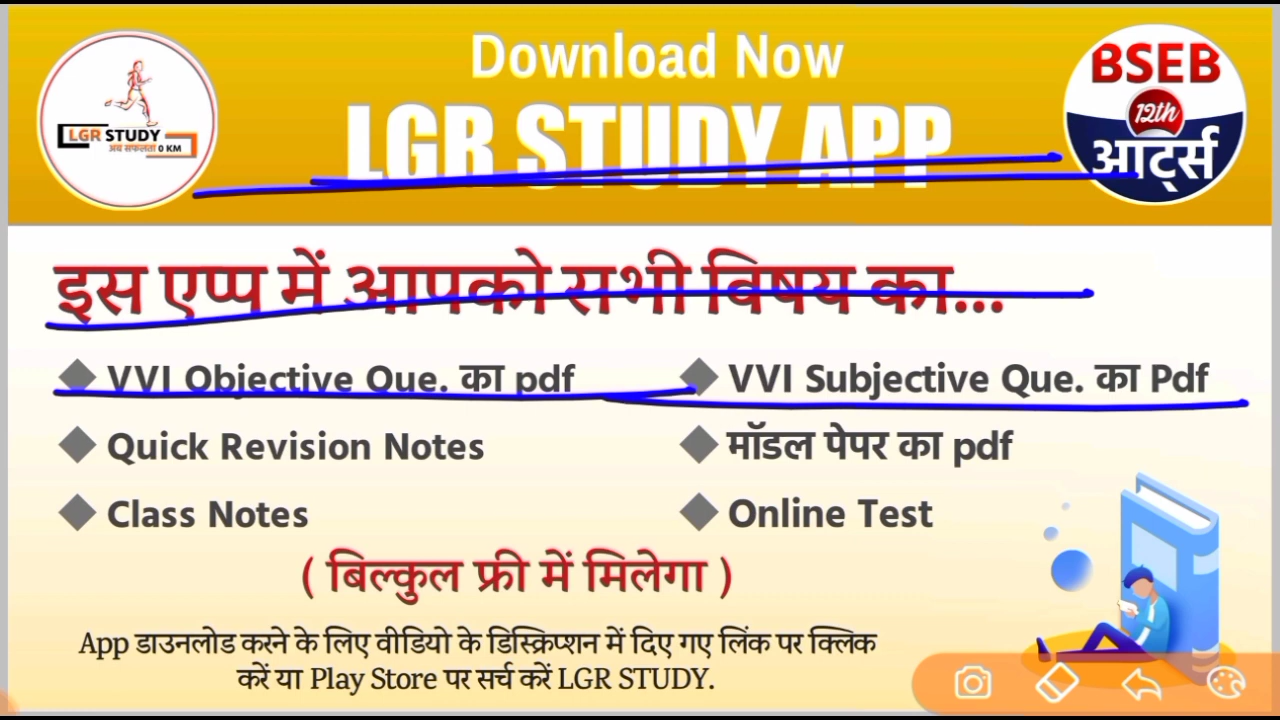 Download Now
LGR STUDY APP
LGR STUDY
अब सफलता 0 KM
BSEB
12th
आर्ट्स
इस एप्प में आपको सभी विषय का...
VVI Objective Que. का pdf
VVI Subjective Que. का Pdf
Quick Revision Notes
मॉडल पेपर का pdf
Class Notes
Online Test
( बिल्कुल फ्री में मिलेगा )
App डाउनलोड करने के लिए वीडियो के डिस्क्रिप्शन में दिए गए लिंक पर क्लिक
करें या Play Store पर सर्च करें LGR STUDY.